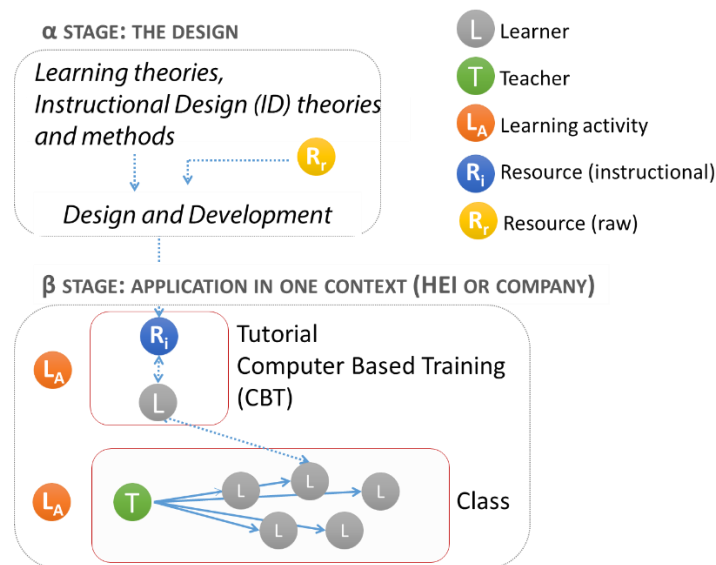 α STAGE: THE DESIGN
Learning theories,
Instructional Design (ID) theories
and methods
Rr
Design and Development
L Learner
T Teacher
LA Learning activity
Ri Resource (instructional)
Rr Resource (raw)
β STAGE: APPLICATION IN ONE CONTEXT (HEI OR COMPANY)
Ri
Tutorial
Computer Based Training
(CBT)
LA
L
LA
T
L
L
L
L
L
Class